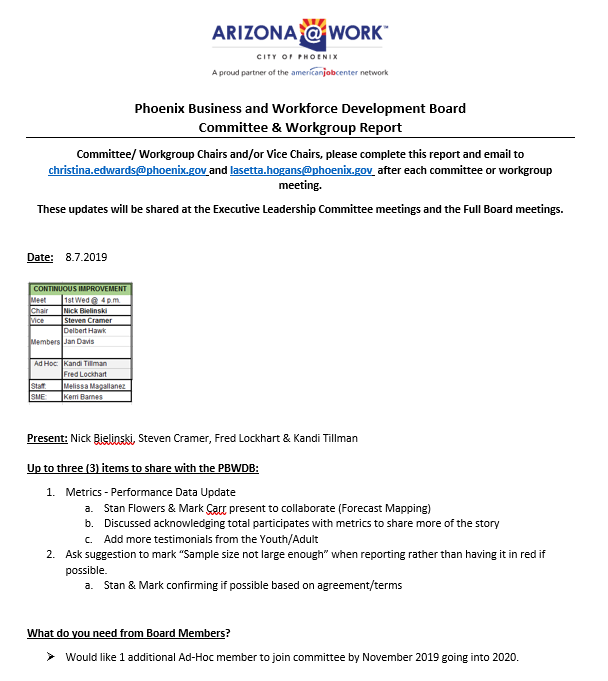 ARIZONA @ WORK™
CITY OF PHOENIX
A proud partner of the americanjobcenter network
Phoenix Business and Workforce Development Board
Committee & Workgroup Report
Committee/ Workgroup Chairs and/or Vice Chairs, please complete this report and email to
christina.edwards@phoenix.gov and lasetta.hogans@phoenix.gov after each committee or workgroup
meeting.
These updates will be shared at the Executive Leadership Committee meetings and the Full Board meetings.
Date: 8.7.2019
CONTINUOUS IMPROVEMENT
Meet 1st Wed @ 4 p.m.
Chair Nick Bielinski
Vice Steven Cramer
Delbert Hawk
Members Jan Davis
Ad Hoc: Kandi Tillman
Fred Lockhart
Staff: Melissa Magallanez
SME: Kerri Barnes
Present: Nick Bielinski, Steven Cramer, Fred Lockhart & Kandi Tillman
Up to three (3) items to share with the PBWDB:
1. Metrics - Performance Data Update
a. Stan Flowers & Mark Carr present to collaborate (Forecast Mapping)
b. Discussed acknowledging total participates with metrics to share more of the story
c. Add more testimonials from the Youth/Adult
2. Ask suggestion to mark “Sample size not large enough” when reporting rather than having it in red if
possible.
a. Stan & Mark confirming if possible based on agreement/terms
What do you need from Board Members?
➤ Would like 1 additional Ad-Hoc member to join committee by November 2019 going into 2020.